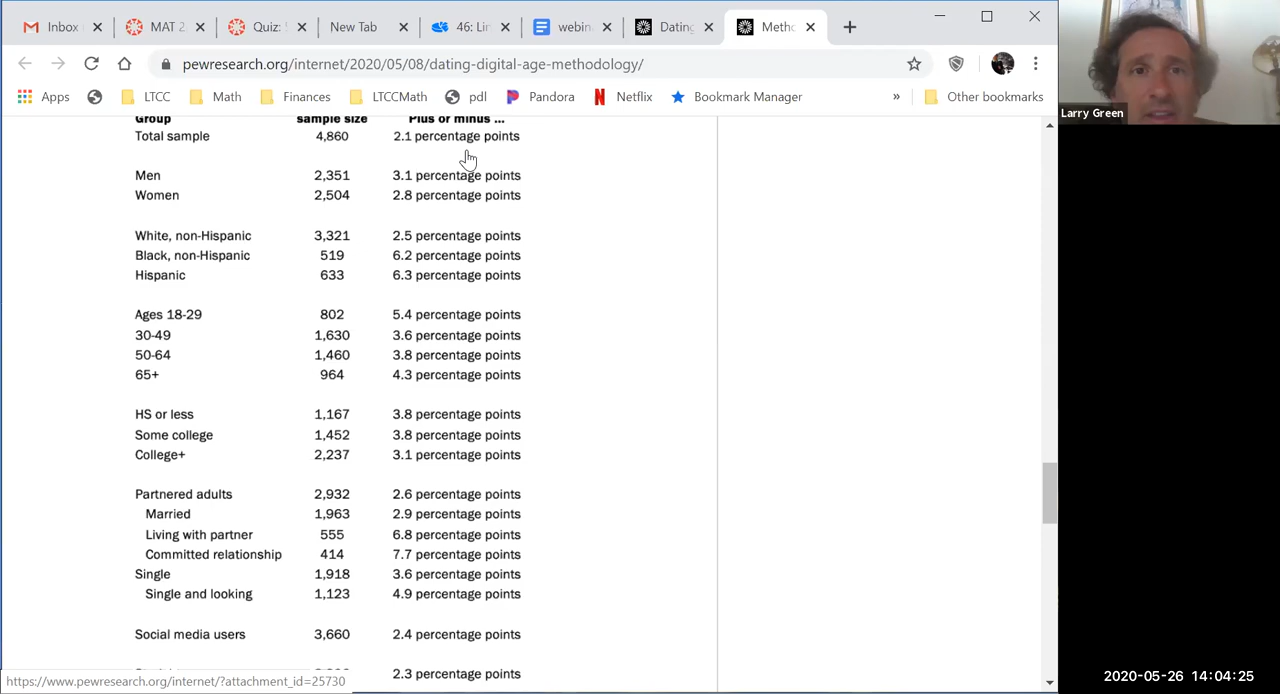 Inbox
MAT 2
Quiz:
New Tab
46: Lin
webin
Dating
Metho
pewresearch.org/internet/2020/05/08/dating-digital-age-methodology/
Apps
LTCC
Math
Finances
LTCCMath
pdl
Pandora
Netflix
Bookmark Manager
»
Other bookmarks
Larry Green
Group sample size Plus or minus ...
Total sample 4,860 2.1 percentage points
Men 2,351 3.1 percentage points
Women 2,504 2.8 percentage points
White, non-Hispanic 3,321 2.5 percentage points
Black, non-Hispanic 519 6.2 percentage points
Hispanic 633 6.3 percentage points
Ages 18-29 802 5.4 percentage points
30-49 1,630 3.6 percentage points
50-64 1,460 3.8 percentage points
65+ 964 4.3 percentage points
HS or less 1,167 3.8 percentage points
Some college 1,452 3.8 percentage points
College+ 2,237 3.1 percentage points
Partnered adults 2,932 2.6 percentage points
Married 1,963 2.9 percentage points
Living with partner 555 6.8 percentage points
Committed relationship 414 7.7 percentage points
Single 1,918 3.6 percentage points
Single and looking 1,123 4.9 percentage points
Social media users 3,660 2.4 percentage points
2.3 percentage points
https://www.pewresearch.org/internet/?attachment_id=25730
2020-05-26 14:04:25